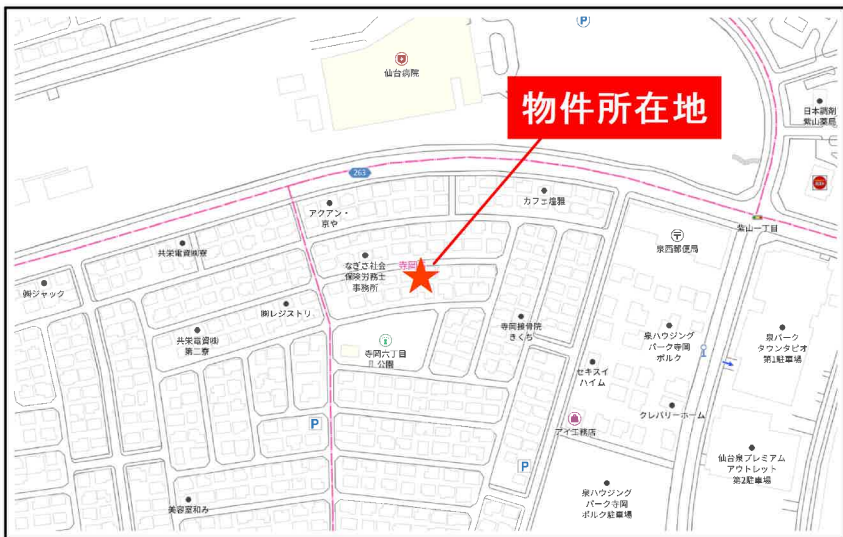 P
仙台病院
物件所在地
日本調剤
紫山薬局
263
アクアン・
京や
カフェ煌雅
紫山一丁目
共栄電資㈱寮
泉西郵便局
なぎさ社会
保険労務士
事務所
寺岡
㈱ジャック
㈱レジストリ
寺岡接骨院
きくち
共栄電資㈱
第二寮
寺岡六丁目
公園
泉ハウジング
パーク寺岡
ポルク
泉パーク
タウンタピオ
第1駐車場
セキスイ
ハイム
クレバリーホーム
アイ工務店
P
仙台泉プレミアム
アウトレット
第2駐車場
P
泉ハウジング
パーク寺岡
ポルク駐車場
美容室和み